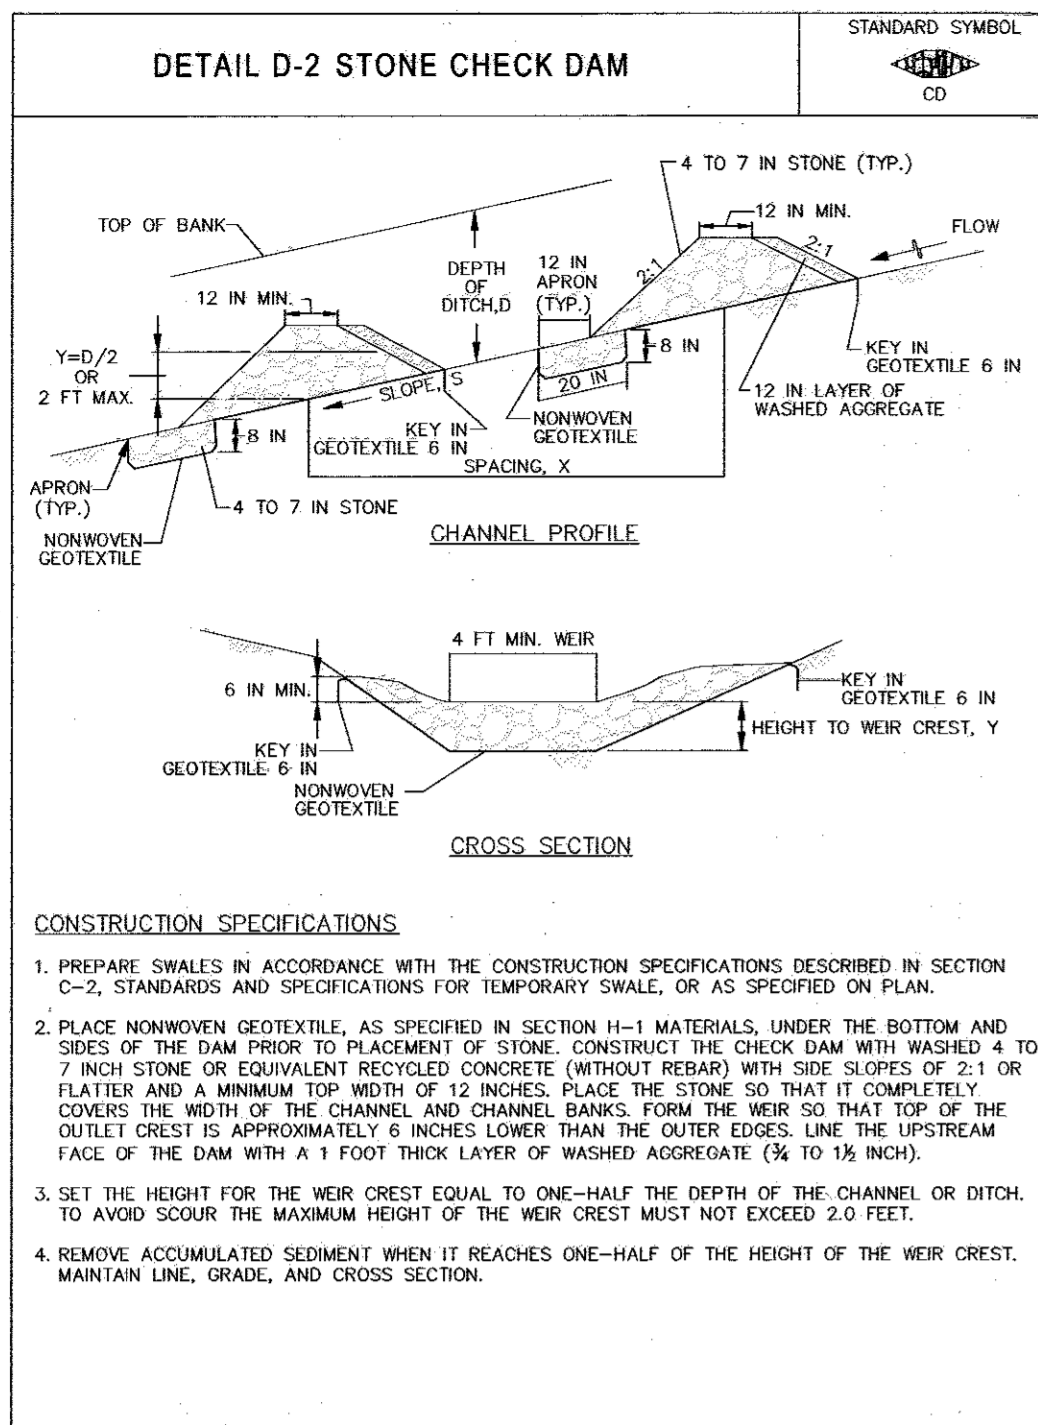 DETAIL D-2 STONE CHECK DAM
STANDARD SYMBOL
CD
4 TO 7 IN STONE (TYP.)
12 IN MIN.
FLOW
TOP OF BANK
2:1
2:1
DEPTH
OF
DITCH,D
12 IN
APRON
(TYP.)
12 IN MIN.
8 IN
KEY IN
GEOTEXTILE 6 IN
Y=D/2
OR
2 FT MAX.
SLOPE, S
20 IN
12 IN LAYER OF
WASHED AGGREGATE
NONWOVEN
GEOTEXTILE
KEY IN
GEOTEXTILE 6 IN
8 IN
SPACING, X
APRON
(TYP.)
4 TO 7 IN STONE
NONWOVEN
GEOTEXTILE
CHANNEL PROFILE
4 FT MIN. WEIR
6 IN MIN.
KEY IN
GEOTEXTILE 6 IN
HEIGHT TO WEIR CREST, Y
KEY IN
GEOTEXTILE 6 IN
NONWOVEN
GEOTEXTILE
CROSS SECTION
CONSTRUCTION SPECIFICATIONS
1. PREPARE SWALES IN ACCORDANCE WITH THE CONSTRUCTION SPECIFICATIONS DESCRIBED IN SECTION
C-2, STANDARDS AND SPECIFICATIONS FOR TEMPORARY SWALE, OR AS SPECIFIED ON PLAN.
2. PLACE NONWOVEN GEOTEXTILE, AS SPECIFIED IN SECTION H-1 MATERIALS, UNDER THE BOTTOM AND
SIDES OF THE DAM PRIOR TO PLACEMENT OF STONE. CONSTRUCT THE CHECK DAM WITH WASHED 4 TO
7 INCH STONE OR EQUIVALENT RECYCLED CONCRETE (WITHOUT REBAR) WITH SIDE SLOPES OF 2:1 OR
FLATTER AND A MINIMUM TOP WIDTH OF 12 INCHES. PLACE THE STONE SO THAT IT COMPLETELY
COVERS THE WIDTH OF THE CHANNEL AND CHANNEL BANKS. FORM THE WEIR SO THAT TOP OF THE
OUTLET CREST IS APPROXIMATELY 6 INCHES LOWER THAN THE OUTER EDGES. LINE THE UPSTREAM
FACE OF THE DAM WITH A 1 FOOT THICK LAYER OF WASHED AGGREGATE (¾ TO 1½ INCH).
3. SET THE HEIGHT FOR THE WEIR CREST EQUAL TO ONE-HALF THE DEPTH OF THE CHANNEL OR DITCH.
TO AVOID SCOUR THE MAXIMUM HEIGHT OF THE WEIR CREST MUST NOT EXCEED 2.0 FEET.
4. REMOVE ACCUMULATED SEDIMENT WHEN IT REACHES ONE-HALF OF THE HEIGHT OF THE WEIR CREST.
MAINTAIN LINE, GRADE, AND CROSS SECTION.